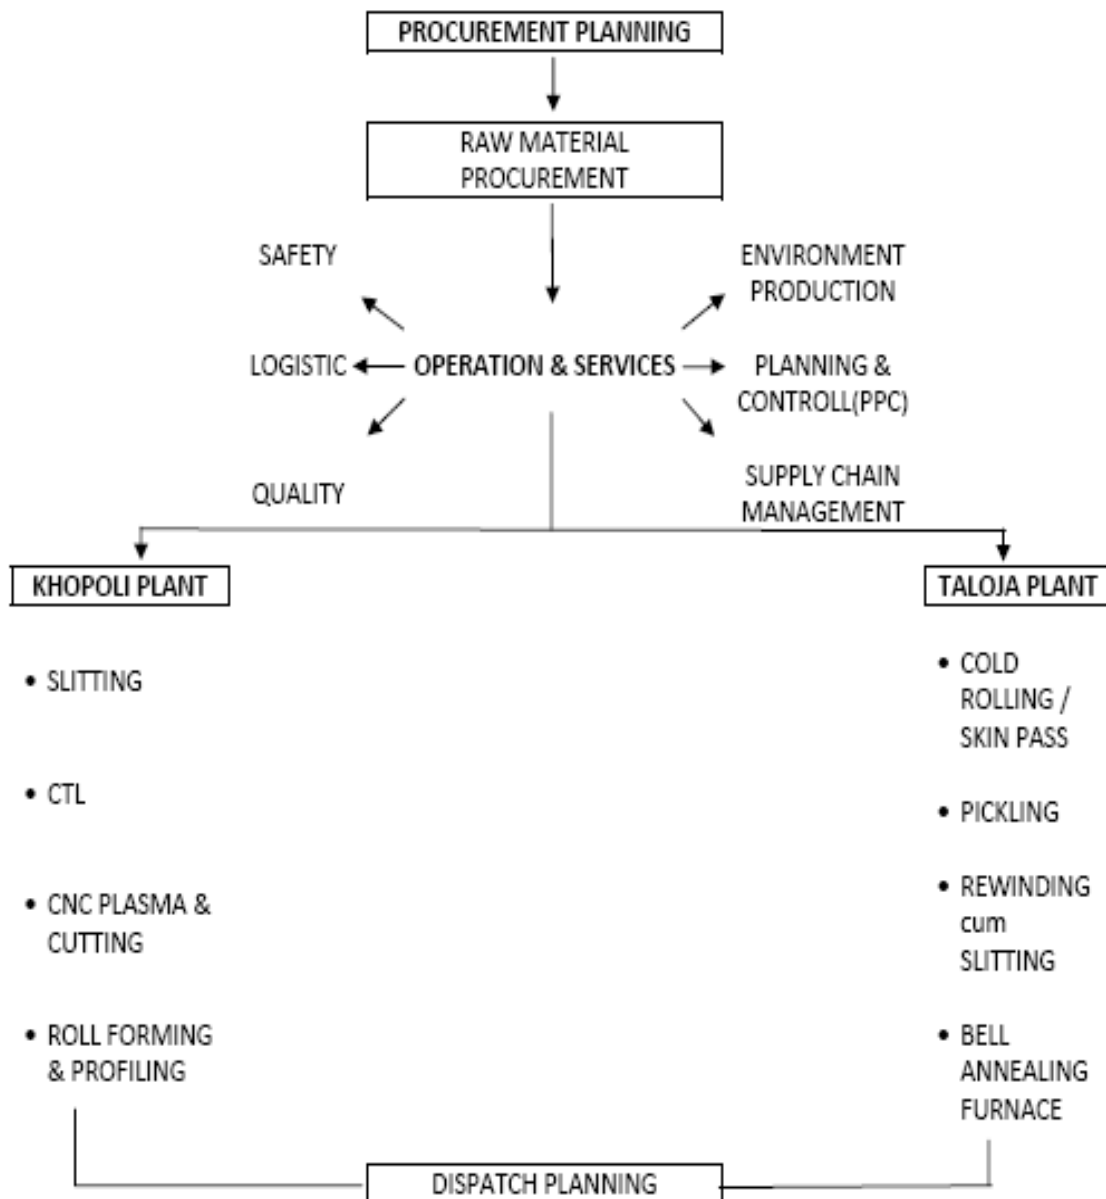 PROCUREMENT PLANNING
RAW MATERIAL
PROCUREMENT
SAFETY
ENVIRONMENT
PRODUCTION
LOGISTIC
OPERATION & SERVICES
PLANNING &
CONTROLL(PPC)
QUALITY
SUPPLY CHAIN
MANAGEMENT
KHOPOLI PLANT
• SLITTING
• CTL
• CNC PLASMA &
CUTTING
• ROLL FORMING
& PROFILING
TALOJA PLANT
• COLD
ROLLING /
SKIN PASS
• PICKLING
• REWINDING
cum
SLITTING
• BELL
ANNEALING
FURNACE
DISPATCH PLANNING